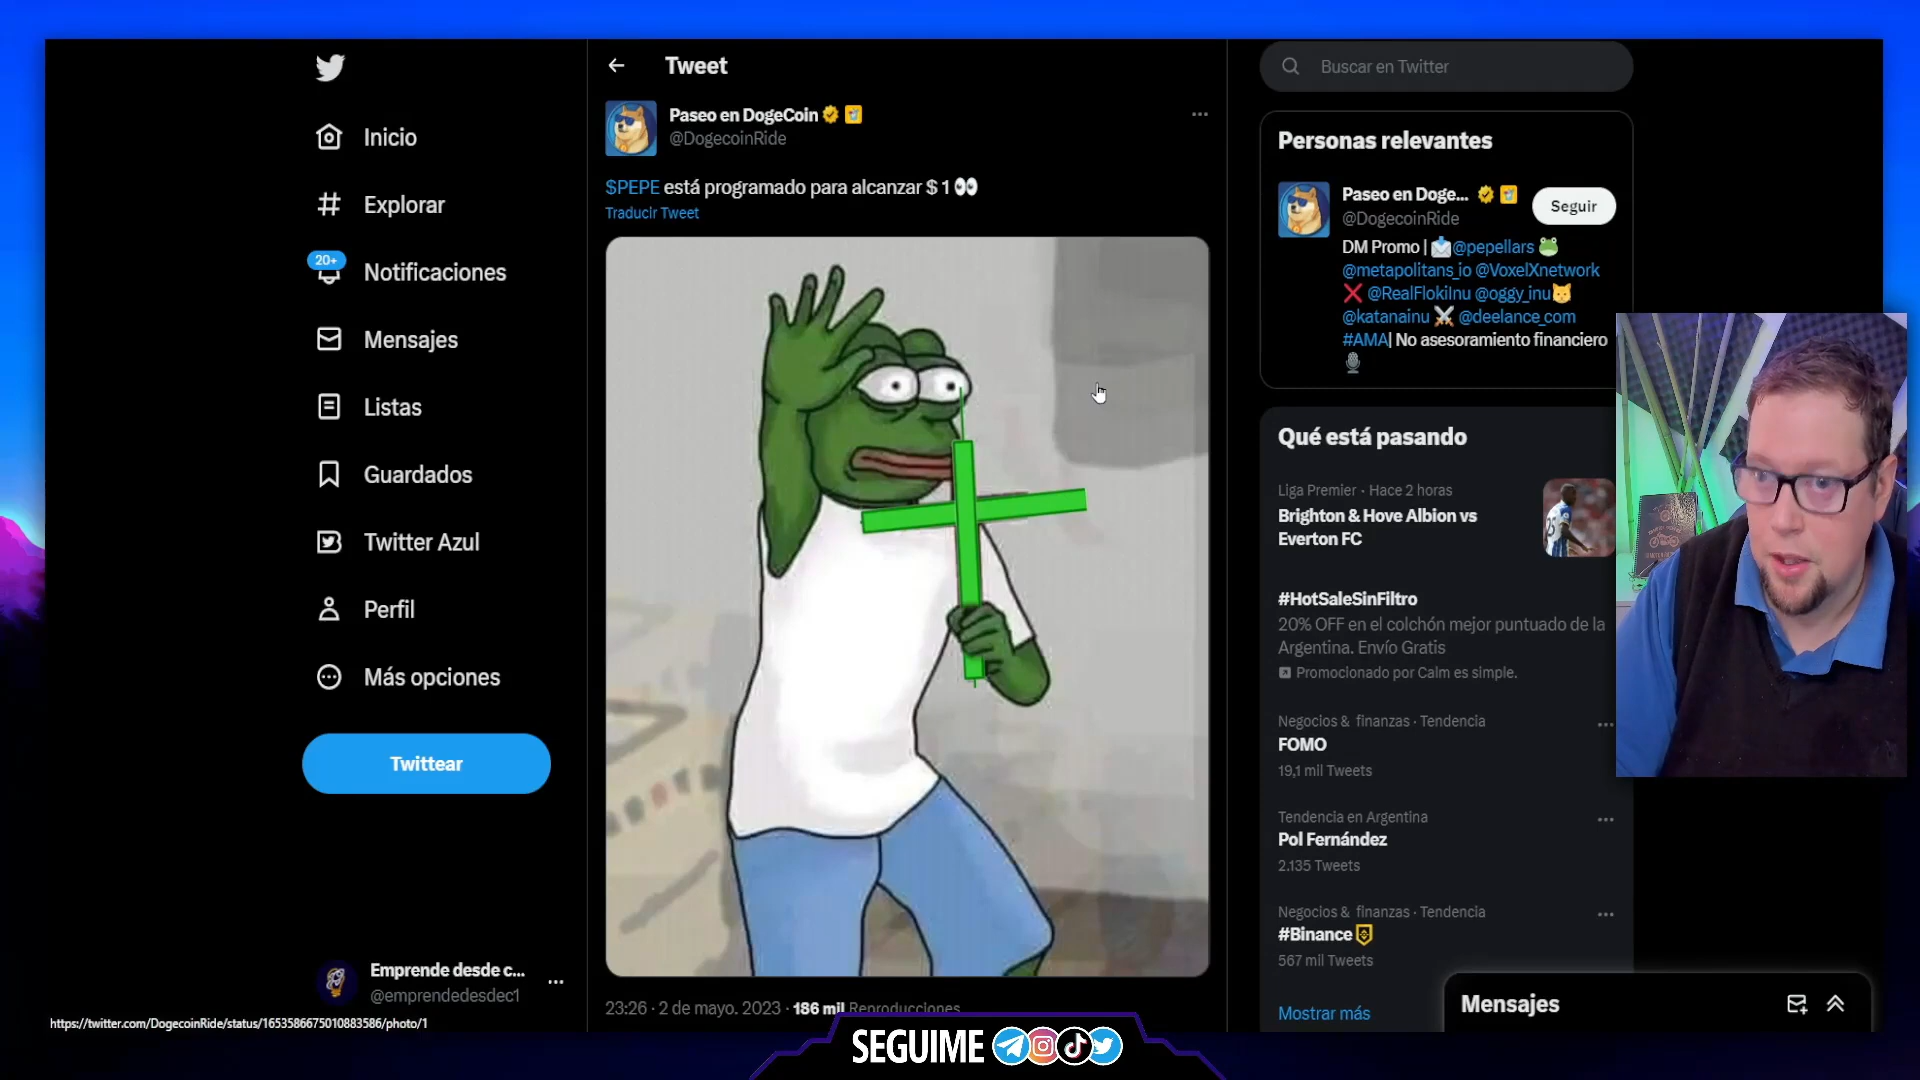 Tweet
Buscar en Twitter
Inicio
Explorar
20+
Notificaciones
Mensajes
Listas
Guardados
Twitter Azul
Perfil
Más opciones
Twittear
Emprende desde c...
@emprendedesdec1
https://twitter.com/DogecoinRide/status/1653586675010883586/photo/1
Paseo en DogeCoin
@DogecoinRide
$PEPE está programado para alcanzar $ 1 👀
Traducir Tweet
23:26 · 2 de mayo. 2023 · 186 mil Reproducciones
Personas relevantes
Paseo en Doge...
@DogecoinRide
Seguir
DM Promo | 📩@pepellars 🐸
@metapolitans_io @VoxelXnetwork
❌ @RealFlokiInu @oggy_inu🐱
@katanainu ⚔️ @deelance_com
#AMA| No asesoramiento financiero
🎙️
Qué está pasando
Liga Premier · Hace 2 horas
Brighton & Hove Albion vs
Everton FC
#HotSaleSinFiltro
20% OFF en el colchón mejor puntuado de la
Argentina. Envío Gratis
Promocionado por Calm es simple.
Negocios & finanzas · Tendencia
FOMO
19,1 mil Tweets
Tendencia en Argentina
Pol Fernández
2.135 Tweets
Negocios & finanzas · Tendencia
#Binance
567 mil Tweets
Mostrar más
Mensajes
SEGUIME